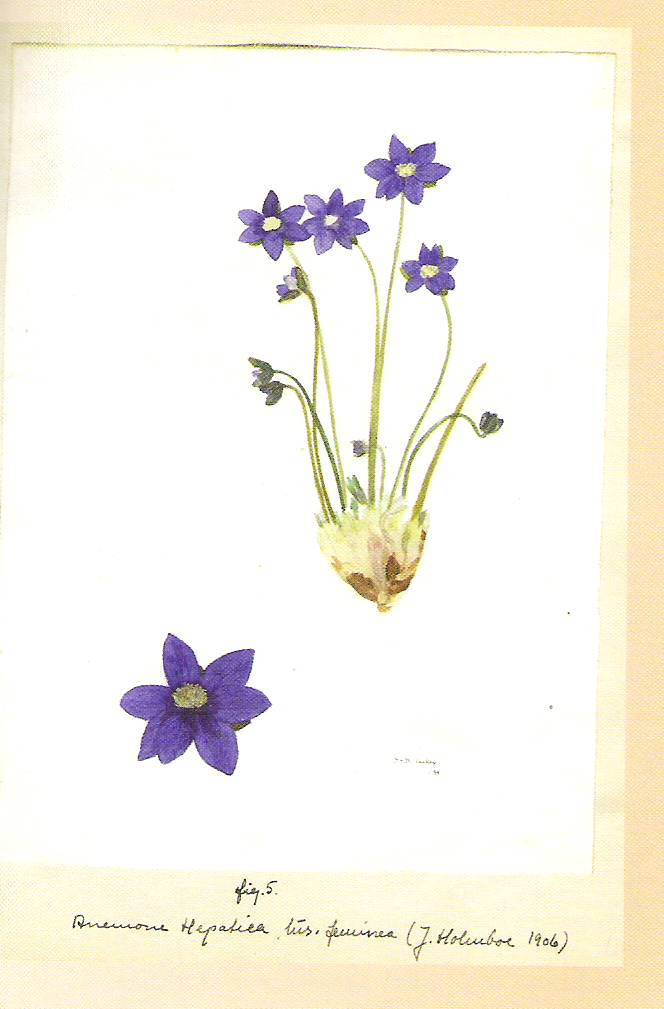 fig. 5.
Anemone Hepatica, lus. feminea (J. Holmboe 1906)